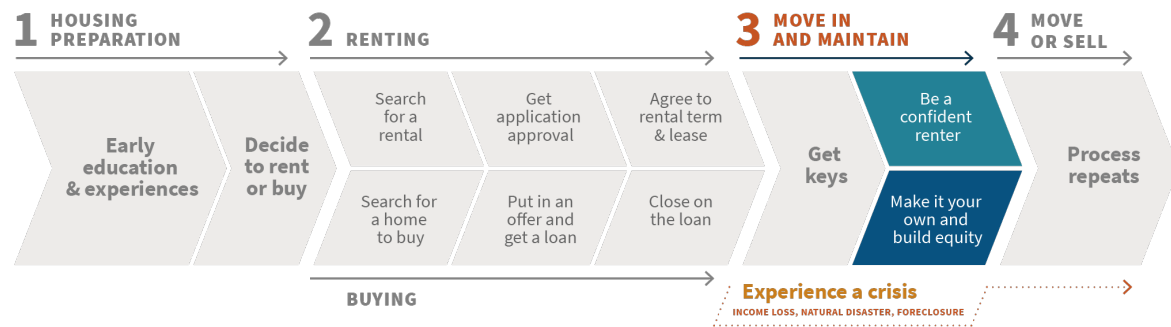 1 HOUSING
PREPARATION
2 RENTING
3 MOVE IN
AND MAINTAIN
4 MOVE
OR SELL
Early
education
& experiences
Decide
to rent
or buy
Search
for a
rental
Get
application
approval
Agree to
rental term
& lease
Search for
a home
to buy
Put in an
offer and
get a loan
Close on
the loan
Get
keys
Be a
confident
renter
Make it your
own and
build equity
Process
repeats
BUYING
Experience a crisis
INCOME LOSS, NATURAL DISASTER, FORECLOSURE